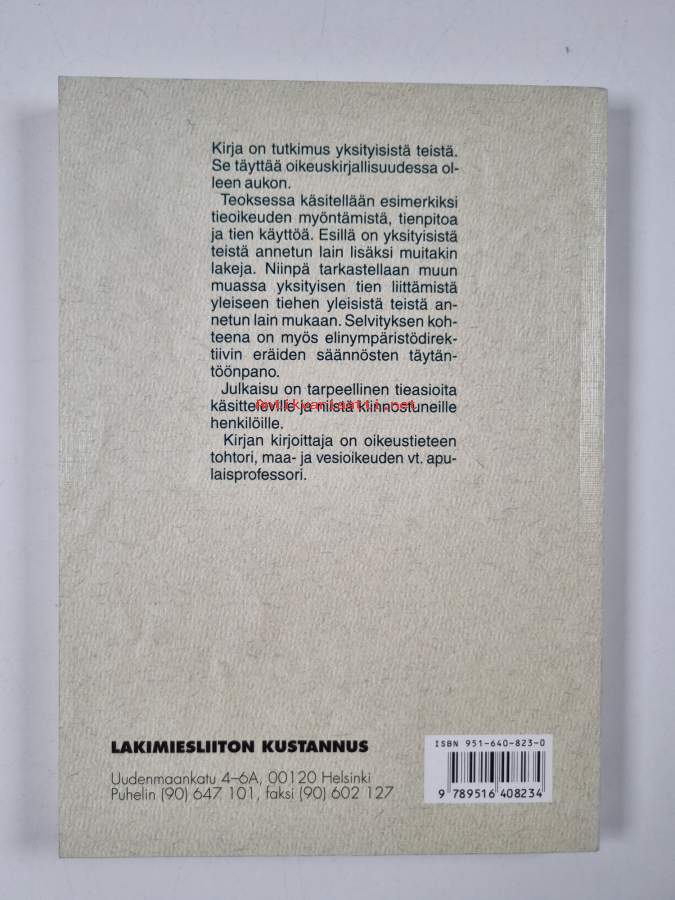 Kirja on tutkimus yksityisistä teistä.
Se täyttää oikeuskirjallisuudessa ol-
leen aukon.
Teoksessa käsitellään esimerkiksi
tieoikeuden myöntämistä, tienpitoa
ja tien käyttöä. Esillä on yksityisistä
teistä annetun lain lisäksi muitakin
lakeja. Niinpä tarkastellaan muun
muassa yksityisen tien liittämistä
yleiseen tiehen yleisistä teistä an-
netun lain mukaan. Selvityksen koh-
teena on myös elinympäristödirek-
tiivin eräiden säännösten täytän-
töönpano.
Julkaisu on tarpeellinen tieasioita
käsitteleville ja niistä kiinnostuneille
henkilöille.
Kirjan kirjoittaja on oikeustieteen
tohtori, maa- ja vesioikeuden vt. apu-
laisprofessori.
LAKIMIESLIITON KUSTANNUS
Uudenmaankatu 4–6A, 00120 Helsinki
Puhelin (90) 647 101, faksi (90) 602 127
ISBN 951-640-823-0
9 789516 408234